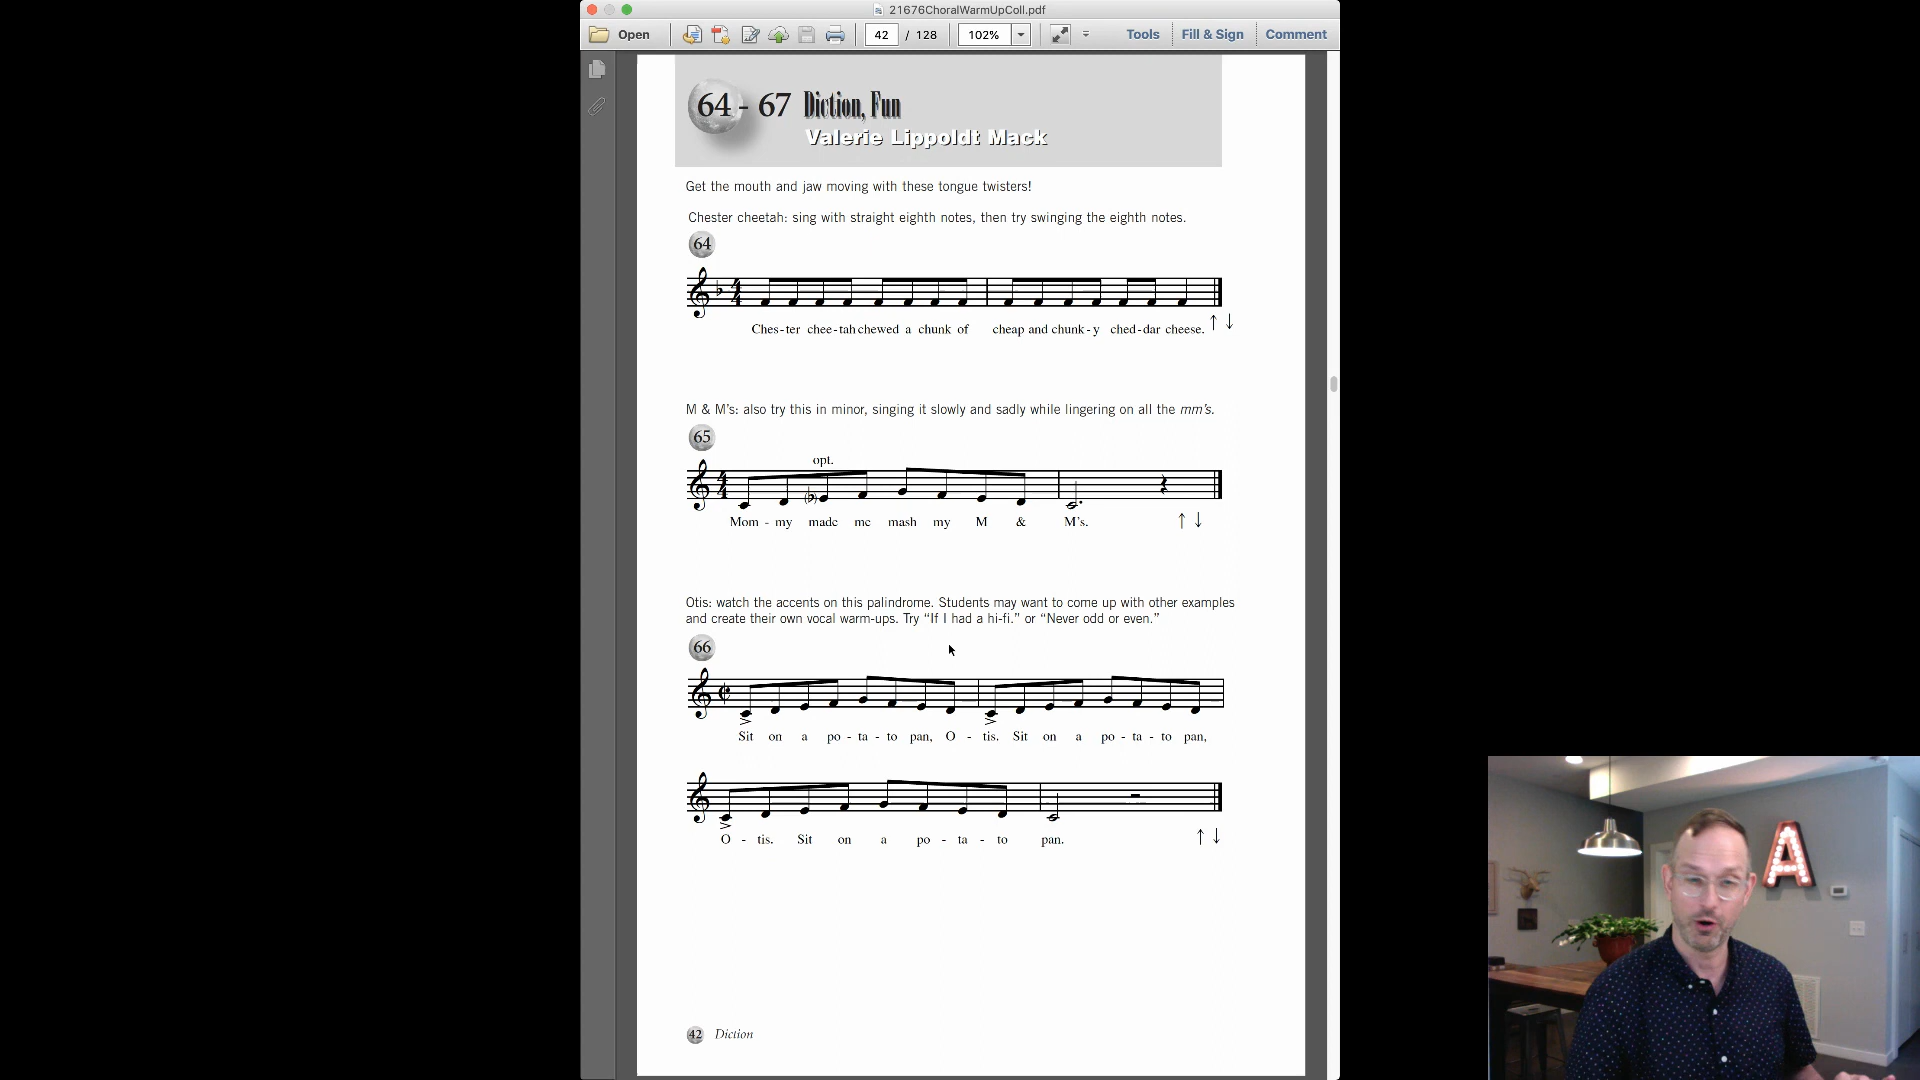 21676ChoralWarmUpColl.pdf
Open
42 / 128
102%
Tools
Fill & Sign
Comment
64 - 67 Diction, Fun
Valerie Lippoldt Mack
Get the mouth and jaw moving with these tongue twisters!
Chester cheetah: sing with straight eighth notes, then try swinging the eighth notes.
64
Ches - ter chee - tah chewed a chunk of cheap and chunk - y ched - dar cheese.
M & M's: also try this in minor, singing it slowly and sadly while lingering on all the mm's.
65
opt.
Mom - my made me mash my M & M's.
Otis: watch the accents on this palindrome. Students may want to come up with other examples
and create their own vocal warm-ups. Try “If I had a hi-fi.” or “Never odd or even.”
66
Sit on a po - ta - to pan, O - tis. Sit on a po - ta - to pan,
O - tis. Sit on a po - ta - to pan.
42 Diction
A